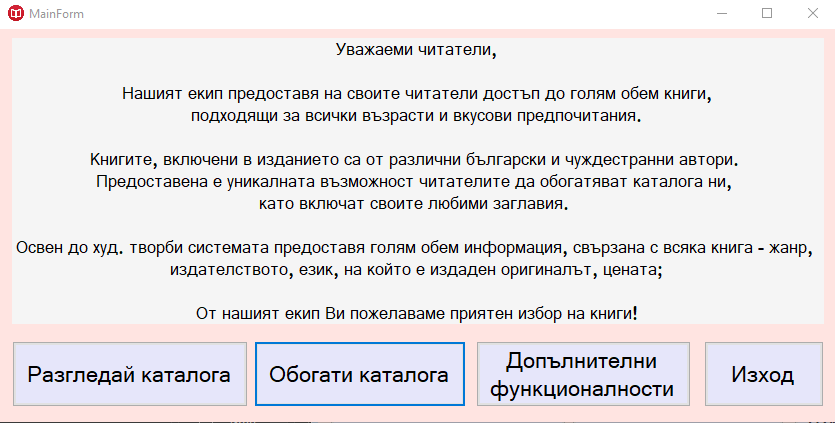 MainForm
Уважаеми читатели,
Нашият екип предоставя на своите читатели достъп до голям обем книги,
подходящи за всички възрасти и вкусови предпочитания.
Книгите, включени в изданието са от различни български и чуждестранни автори.
Предоставена е уникалната възможност читателите да обогатяват каталога ни,
като включат своите любими заглавия.
Освен до худ. творби системата предоставя голям обем информация, свързана с всяка книга - жанр,
издателството, език, на който е издаден оригиналът, цената;
От нашият екип Ви пожелаваме приятен избор на книги!
Разгледай каталога
Обогати каталога
Допълнителни
функционалности
Изход